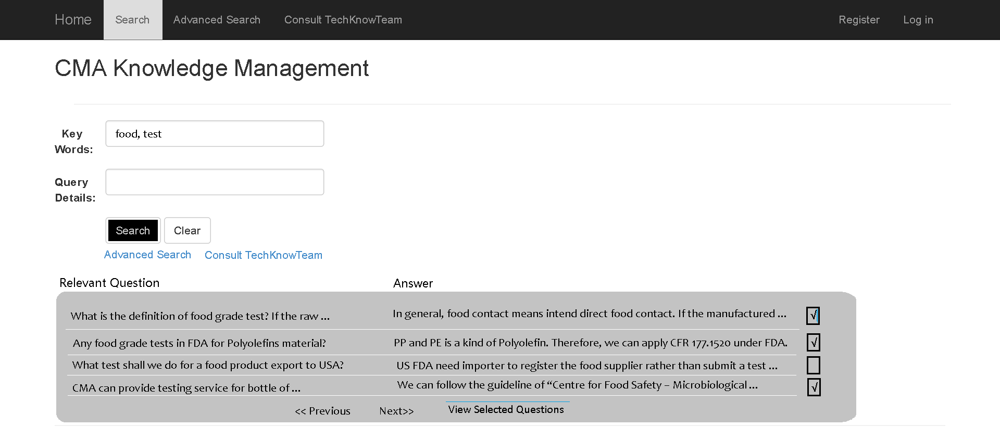 Home Search Advanced Search Consult TechKnowTeam Register Log in
CMA Knowledge Management
Key Words: food, test
Query Details:
Search Clear
Advanced Search Consult TechKnowTeam
Relevant Question Answer
What is the definition of food grade test? If the raw ... In general, food contact means intend direct food contact. If the manufactured ... √
Any food grade tests in FDA for Polyolefins material? PP and PE is a kind of Polyolefin. Therefore, we can apply CFR 177.1520 under FDA. √
What test shall we do for a food product export to USA? US FDA need importer to register the food supplier rather than submit a test ...
CMA can provide testing service for bottle of ... We can follow the guideline of “Centre for Food Safety – Microbiological ... √
<< Previous Next>> View Selected Questions